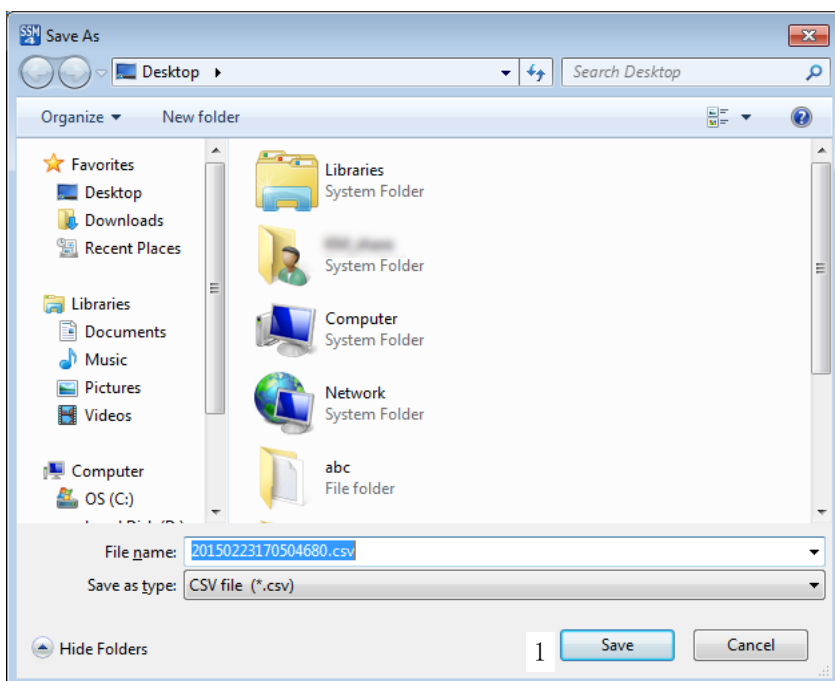 SSM 4 Save As
Desktop
Search Desktop
Organize New folder
Favorites
Desktop
Downloads
Recent Places
Libraries
Documents
Music
Pictures
Videos
Computer
OS (C:)
Libraries
System Folder
System Folder
Computer
System Folder
Network
System Folder
abc
File folder
File name: 20150223170504680.csv
Save as type: CSV file (*.csv)
Hide Folders 1 Save Cancel